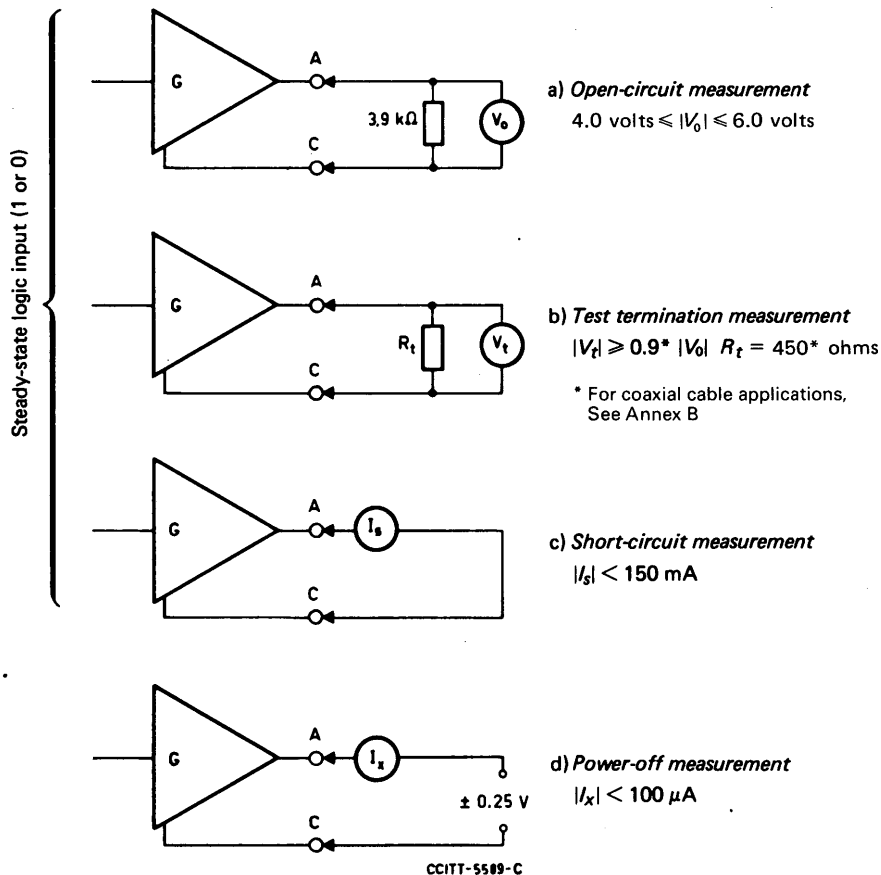 Steady-state logic input (1 or 0)
G
A
C
3,9 kΩ
Vo
a) Open-circuit measurement
4.0 volts ≤ |Vo| ≤ 6.0 volts
G
A
C
Rt
Vt
b) Test termination measurement
|Vt| ≥ 0.9* |V0| Rt = 450* ohms
* For coaxial cable applications,
See Annex B
G
A
C
Is
c) Short-circuit measurement
|Is| < 150 mA
G
A
C
Ix
± 0.25 V
d) Power-off measurement
|Ix| < 100 μA
CCITT-5589-C